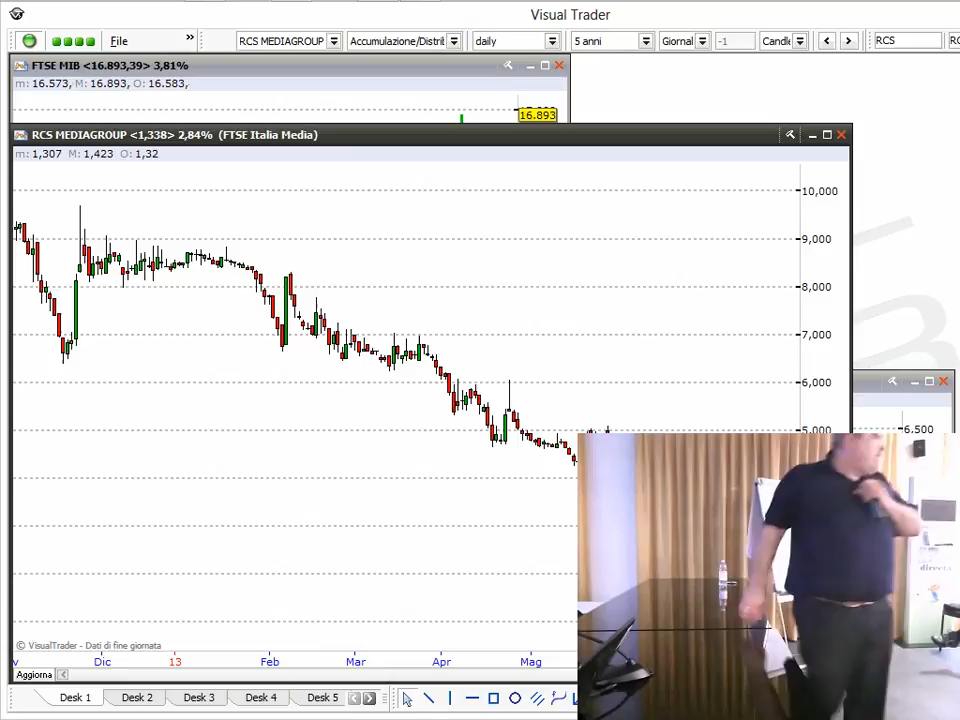 Visual Trader
File
»
RCS MEDIAGROUP
Accumulazione/Distrib
daily
5 anni
Giornal
-1
Candle
RCS
FTSE MIB <16.893,39> 3,81%
m: 16.573, M: 16.893, O: 16.583,
16.893
RCS MEDIAGROUP <1,338> 2,84% (FTSE Italia Media)
m: 1,307 M: 1,423 O: 1,32
10,000
9,000
8,000
7,000
6,000
5,000
6.500
© VisualTrader - Dati di fine giornata
v Dic 13 Feb Mar Apr Mag
Aggiorna
Desk 1 Desk 2 Desk 3 Desk 4 Desk 5
directa